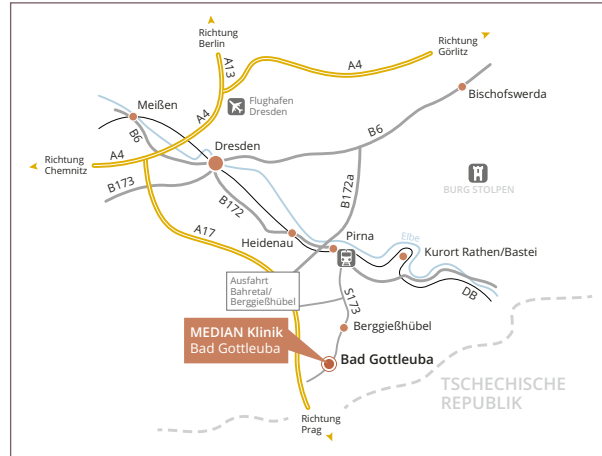 Richtung
Berlin
Richtung
Görlitz
A13
A4
Bischofswerda
Meißen
Flughafen
Dresden
A4
B6
B6
Dresden
Richtung
Chemnitz
A4
B173
B172
B172a
BURG STOLPEN
A17
Heidenau
Pirna
Elbe
Kurort Rathen/Bastei
Ausfahrt
Bahretal/
Berggießhübel
S173
DB
Berggießhübel
MEDIAN Klinik
Bad Gottleuba
Bad Gottleuba
TSCHECHISCHE
REPUBLIK
Richtung
Prag